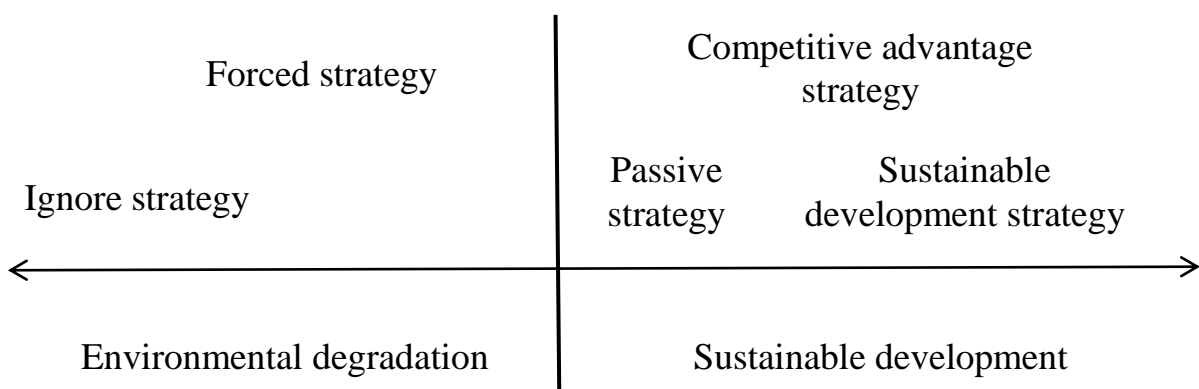 Forced strategy
Competitive advantage
strategy
Ignore strategy
Passive
strategy
Sustainable
development strategy
Environmental degradation
Sustainable development